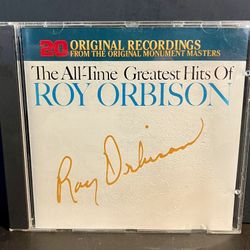 20 ORIGINAL RECORDINGS
FROM THE ORIGINAL MONUMENT MASTERS
The All-Time Greatest Hits Of
ROY ORBISON
Roy Orbison